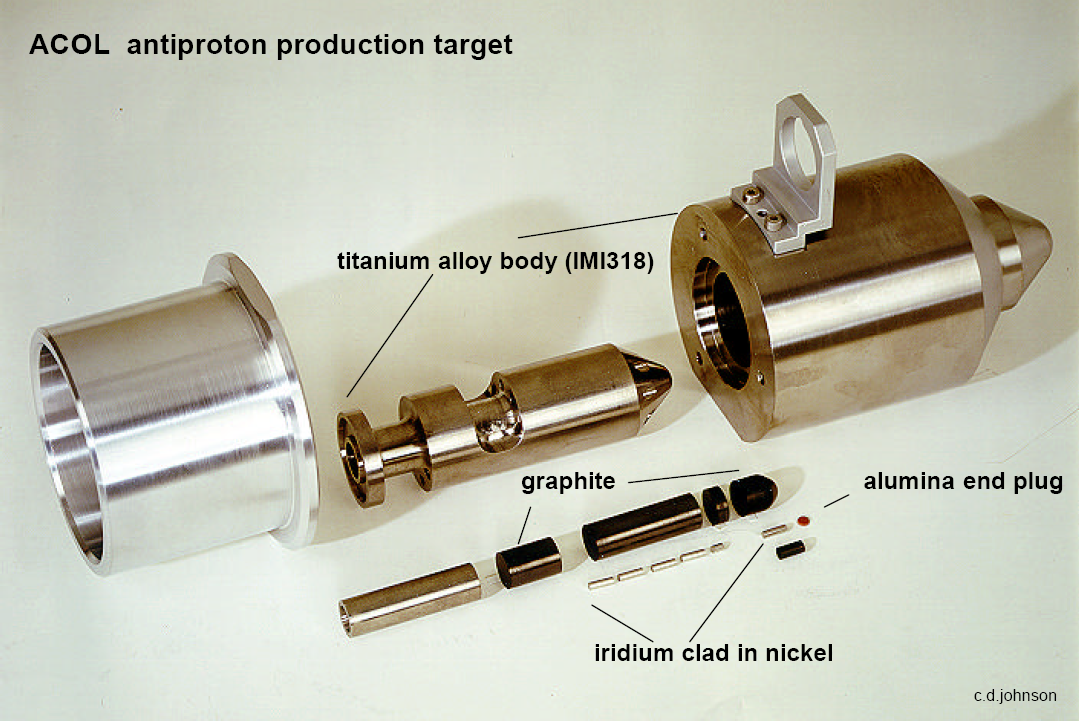 ACOL antiproton production target
titanium alloy body (IMI318)
graphite
alumina end plug
iridium clad in nickel
c.d.johnson